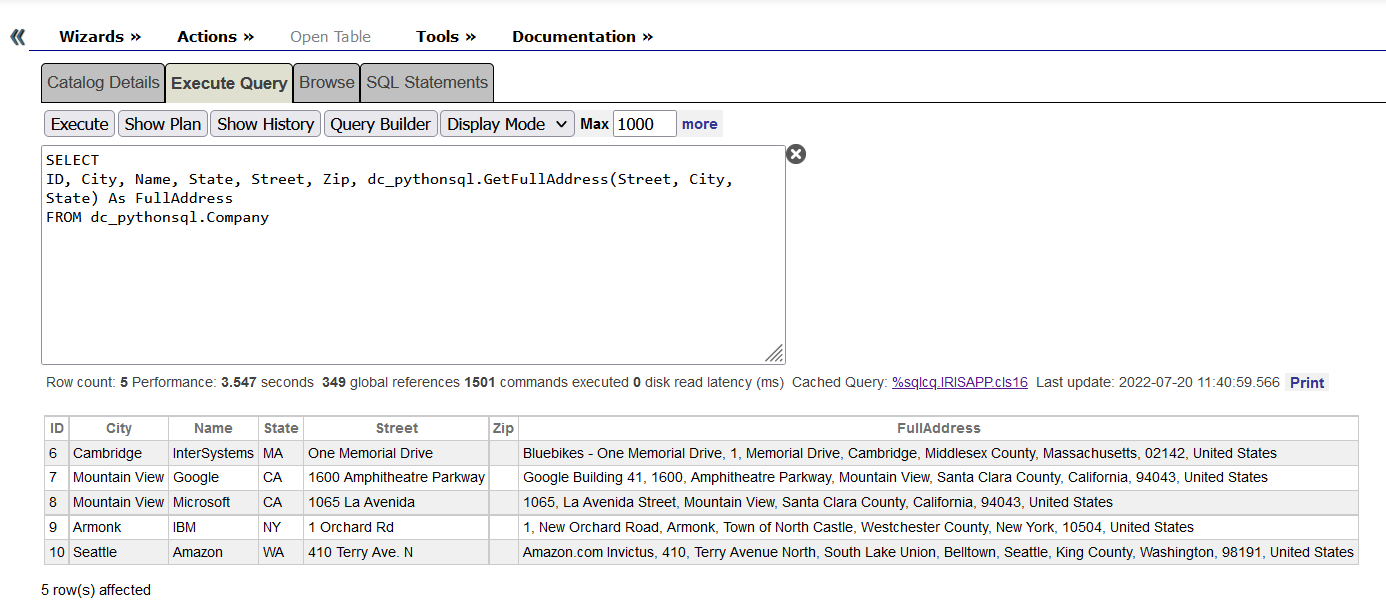 Wizards » Actions » Open Table Tools » Documentation »
Catalog Details Execute Query Browse SQL Statements
Execute Show Plan Show History Query Builder Display Mode Max 1000 more
SELECT
ID, City, Name, State, Street, Zip, dc_pythonsql.GetFullAddress(Street, City,
State) As FullAddress
FROM dc_pythonsql.Company
Row count: 5 Performance: 3.547 seconds 349 global references 1501 commands executed 0 disk read latency (ms) Cached Query: %sqlcq.IRISAPP.cls16 Last update: 2022-07-20 11:40:59.566 Print
ID City Name State Street Zip FullAddress
6 Cambridge InterSystems MA One Memorial Drive Bluebikes - One Memorial Drive, 1, Memorial Drive, Cambridge, Middlesex County, Massachusetts, 02142, United States
7 Mountain View Google CA 1600 Amphitheatre Parkway Google Building 41, 1600, Amphitheatre Parkway, Mountain View, Santa Clara County, California, 94043, United States
8 Mountain View Microsoft CA 1065 La Avenida 1065, La Avenida Street, Mountain View, Santa Clara County, California, 94043, United States
9 Armonk IBM NY 1 Orchard Rd 1, New Orchard Road, Armonk, Town of North Castle, Westchester County, New York, 10504, United States
10 Seattle Amazon WA 410 Terry Ave. N Amazon.com Invictus, 410, Terry Avenue North, South Lake Union, Belltown, Seattle, King County, Washington, 98191, United States
5 row(s) affected